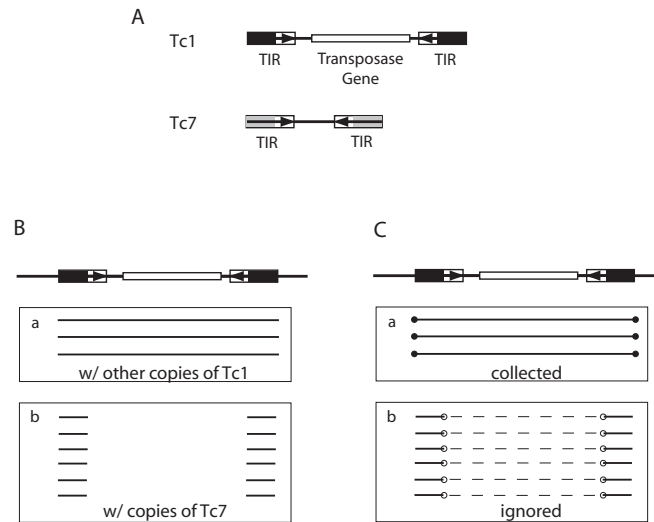 A
Tc1
TIR
Transposase
Gene
TIR
Tc7
TIR
TIR
B
a
w/ other copies of Tc1
b
w/ copies of Tc7
C
a
collected
b
ignored